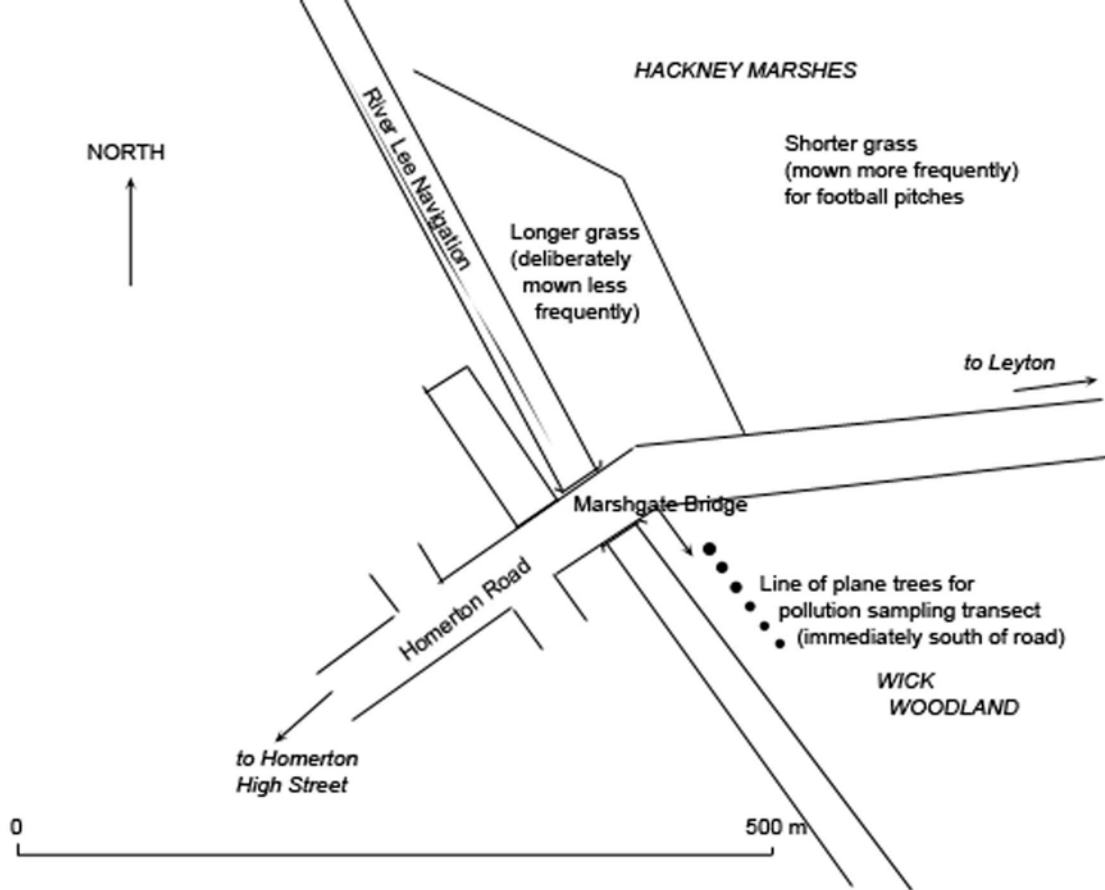 HACKNEY MARSHES
NORTH
River Lee Navigation
Shorter grass
(mown more frequently)
for football pitches
Longer grass
(deliberately
mown less
frequently)
to Leyton
Marshgate Bridge
Homerton Road
Line of plane trees for
pollution sampling transect
(immediately south of road)
WICK
WOODLAND
to Homerton
High Street
0
500 m